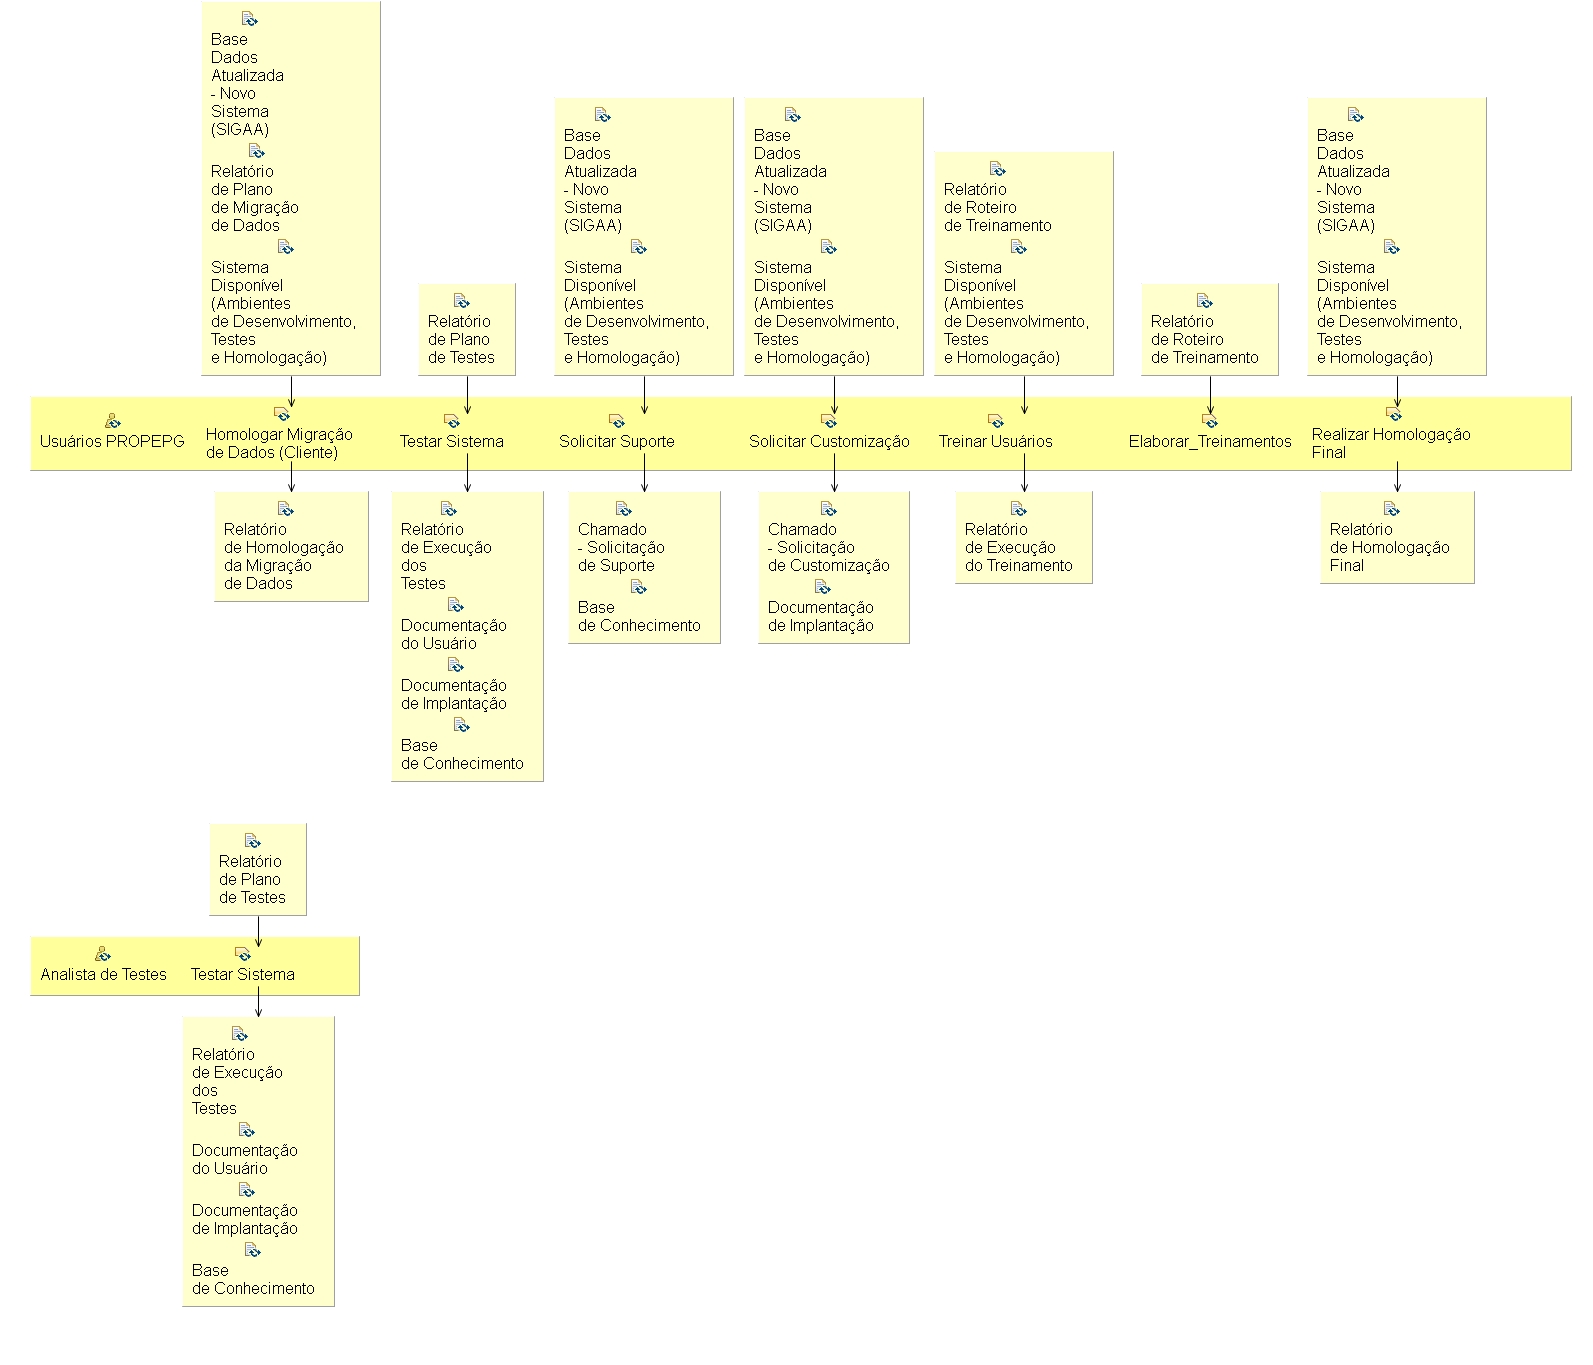 Base
Dados
Atualizada
- Novo
Sistema
(SIGAA)
Relatório
de Plano
de Migração
de Dados
Sistema
Disponível
(Ambientes
de Desenvolvimento,
Testes
e Homologação)
Relatório
de Plano
de Testes
Base
Dados
Atualizada
- Novo
Sistema
(SIGAA)
Sistema
Disponível
(Ambientes
de Desenvolvimento,
Testes
e Homologação)
Base
Dados
Atualizada
- Novo
Sistema
(SIGAA)
Sistema
Disponível
(Ambientes
de Desenvolvimento,
Testes
e Homologação)
Relatório
de Roteiro
de Treinamento
Sistema
Disponível
(Ambientes
de Desenvolvimento,
Testes
e Homologação)
Relatório
de Roteiro
de Treinamento
Base
Dados
Atualizada
- Novo
Sistema
(SIGAA)
Sistema
Disponível
(Ambientes
de Desenvolvimento,
Testes
e Homologação)
Usuários PROPEPG
Homologar Migração
de Dados (Cliente)
Testar Sistema
Solicitar Suporte
Solicitar Customização
Treinar Usuários
Elaborar_Treinamentos
Realizar Homologação
Final
Relatório
de Homologação
da Migração
de Dados
Relatório
de Execução
dos
Testes
Documentação
do Usuário
Documentação
de Implantação
Base
de Conhecimento
Chamado
- Solicitação
de Suporte
Base
de Conhecimento
Chamado
- Solicitação
de Customização
Documentação
de Implantação
Relatório
de Execução
do Treinamento
Relatório
de Homologação
Final
Relatório
de Plano
de Testes
Analista de Testes
Testar Sistema
Relatório
de Execução
dos
Testes
Documentação
do Usuário
Documentação
de Implantação
Base
de Conhecimento